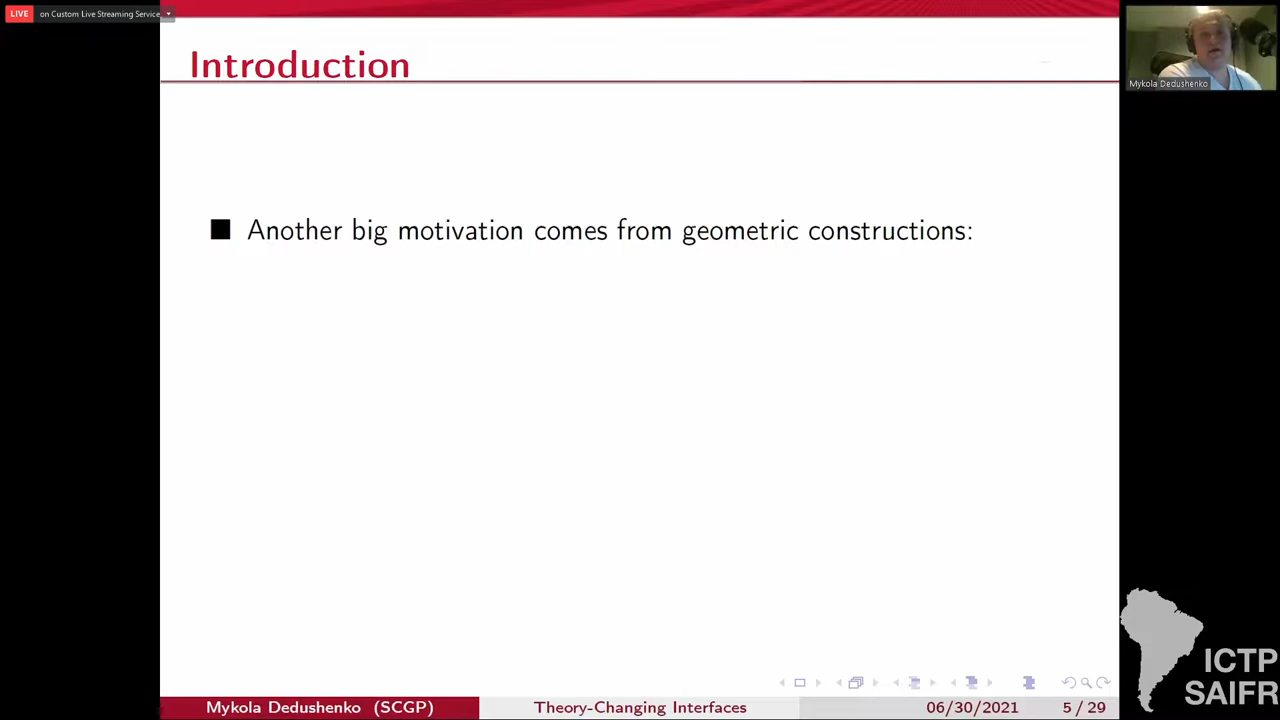 LIVE on Custom Live Streaming Service
Introduction
Mykola Dedushenko
Another big motivation comes from geometric constructions:
ICTP
SAIFR
Mykola Dedushenko (SCGP) Theory-Changing Interfaces 06/30/2021 5 / 29